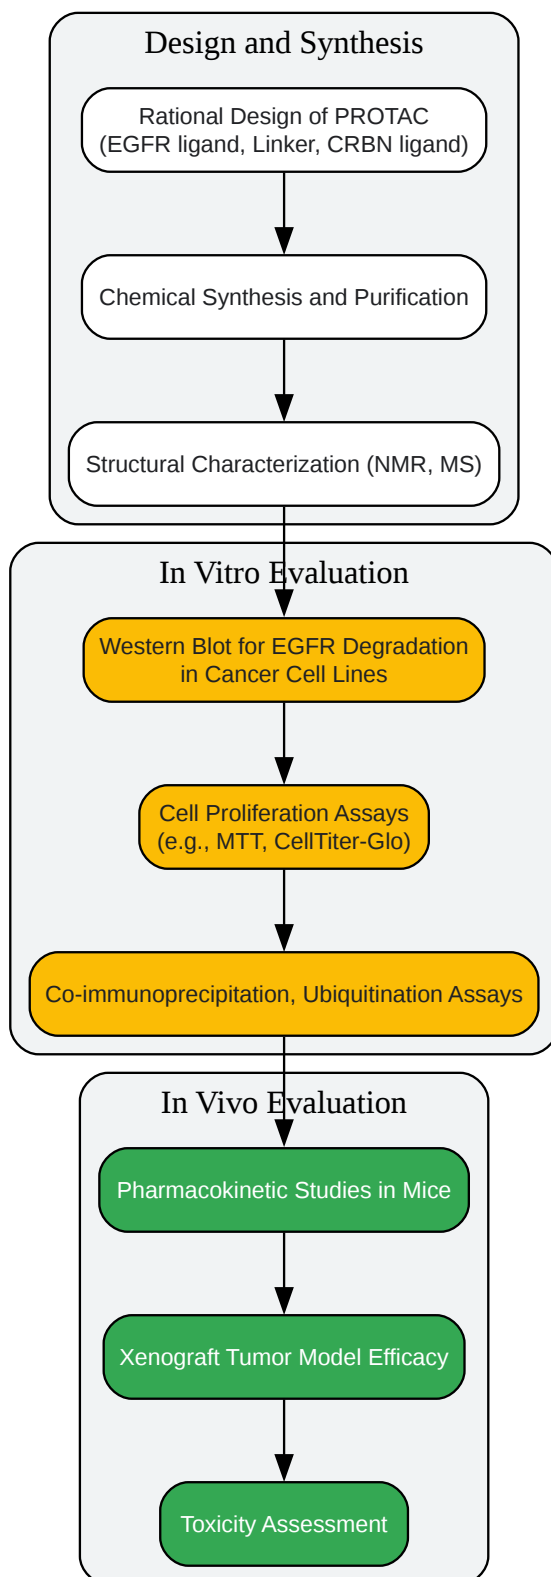 Design and Synthesis
Rational Design of PROTAC
(EGFR ligand, Linker, CRBN ligand)
Chemical Synthesis and Purification
Structural Characterization (NMR, MS)
In Vitro Evaluation
Western Blot for EGFR Degradation
in Cancer Cell Lines
Cell Proliferation Assays
(e.g., MTT, CellTiter-Glo)
Co-immunoprecipitation, Ubiquitination Assays
In Vivo Evaluation
Pharmacokinetic Studies in Mice
Xenograft Tumor Model Efficacy
Toxicity Assessment